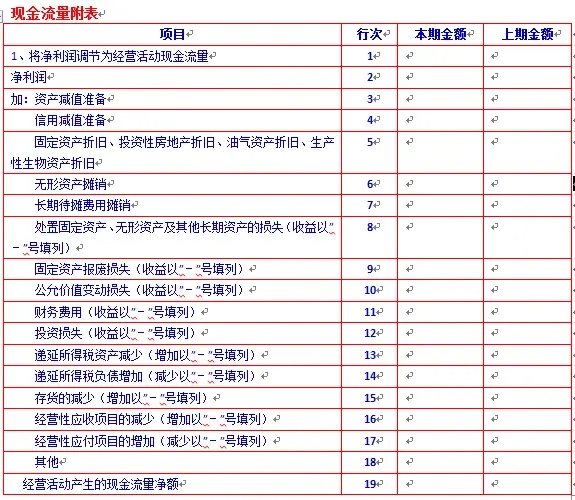 现金流量附表
项目 行次 本期金额 上期金额
1、将净利润调节为经营活动现金流量 1
净利润 2
加：资产减值准备 3
信用减值准备 4
固定资产折旧、投资性房地产折旧、油气资产折旧、生产 5
性生物资产折旧
无形资产摊销 6
长期待摊费用摊销 7
处置固定资产、无形资产及其他长期资产的损失（收益以"
－"号填列） 8
固定资产报废损失（收益以"－"号填列） 9
公允价值变动损失（收益以"－"号填列） 10
财务费用（收益以"－"号填列） 11
投资损失（收益以"－"号填列） 12
递延所得税资产减少（增加以"－"号填列） 13
递延所得税负债增加（减少以"－"号填列） 14
存货的减少（增加以"－"号填列） 15
经营性应收项目的减少（增加以"－"号填列） 16
经营性应付项目的增加（减少以"－"号填列） 17
其他 18
经营活动产生的现金流量净额 19